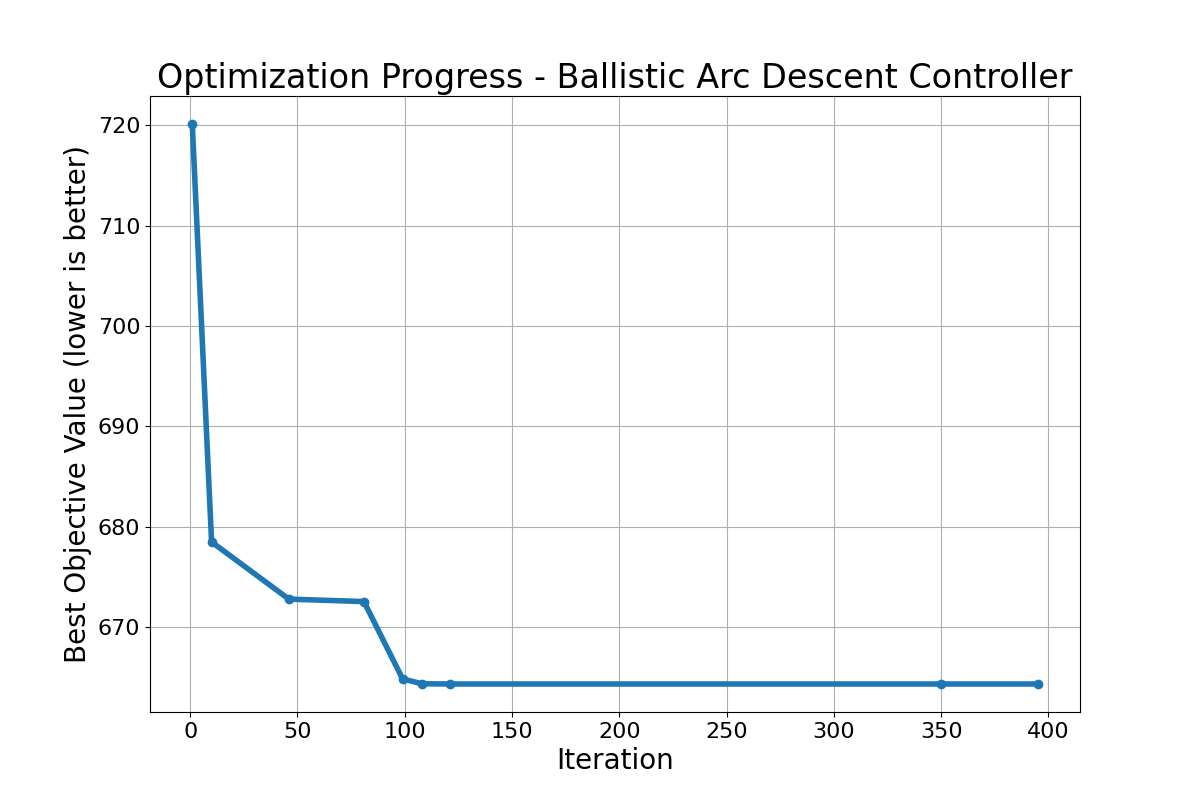 Optimization Progress - Ballistic Arc Descent Controller
Best Objective Value (lower is better)
720
710
700
690
680
670
0 50 100 150 200 250 300 350 400
Iteration